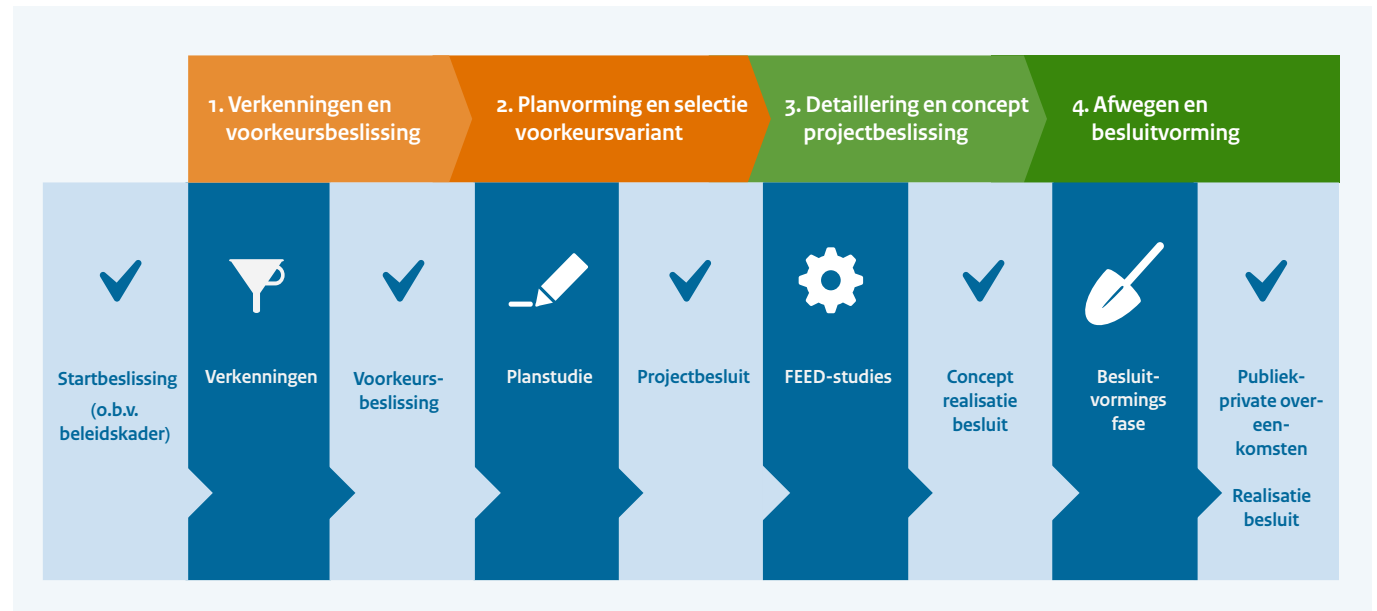 1. Verkenningen en
voorkeursbeslissing
2. Planvorming en selectie
voorkeursvariant
3. Detaillering en concept
projectbeslissing
4. Afwegen en
besluitvorming
Startbeslissing
(o.b.v.
beleidskader)
Verkenningen
Voorkeurs-
beslissing
Planstudie
Projectbesluit
FEED-studies
Concept
realisatie
besluit
Besluit-
vormings
fase
Publiek-
private over-
een-
komsten
Realisatie
besluit